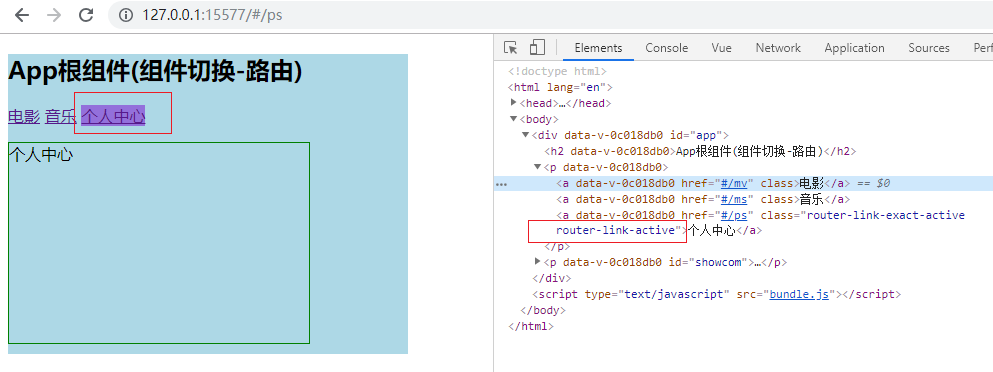 127.0.0.1:15577/#/ps
App根组件(组件切换-路由)
电影 音乐 个人中心
个人中心
Elements Console Vue Network Application Sources Perf
<!doctype html>
<html lang="en">
<head>…</head>
<body>
<div data-v-0c018db0 id="app">
<h2 data-v-0c018db0>App根组件(组件切换-路由)</h2>
<p data-v-0c018db0>
<a data-v-0c018db0 href="#/mv" class>电影</a> == $0
<a data-v-0c018db0 href="#/ms" class>音乐</a>
<a data-v-0c018db0 href="#/ps" class="router-link-exact-active
router-link-active">个人中心</a>
</p>
<p data-v-0c018db0 id="showcom">…</p>
</div>
<script type="text/javascript" src="bundle.js"></script>
</body>
</html>